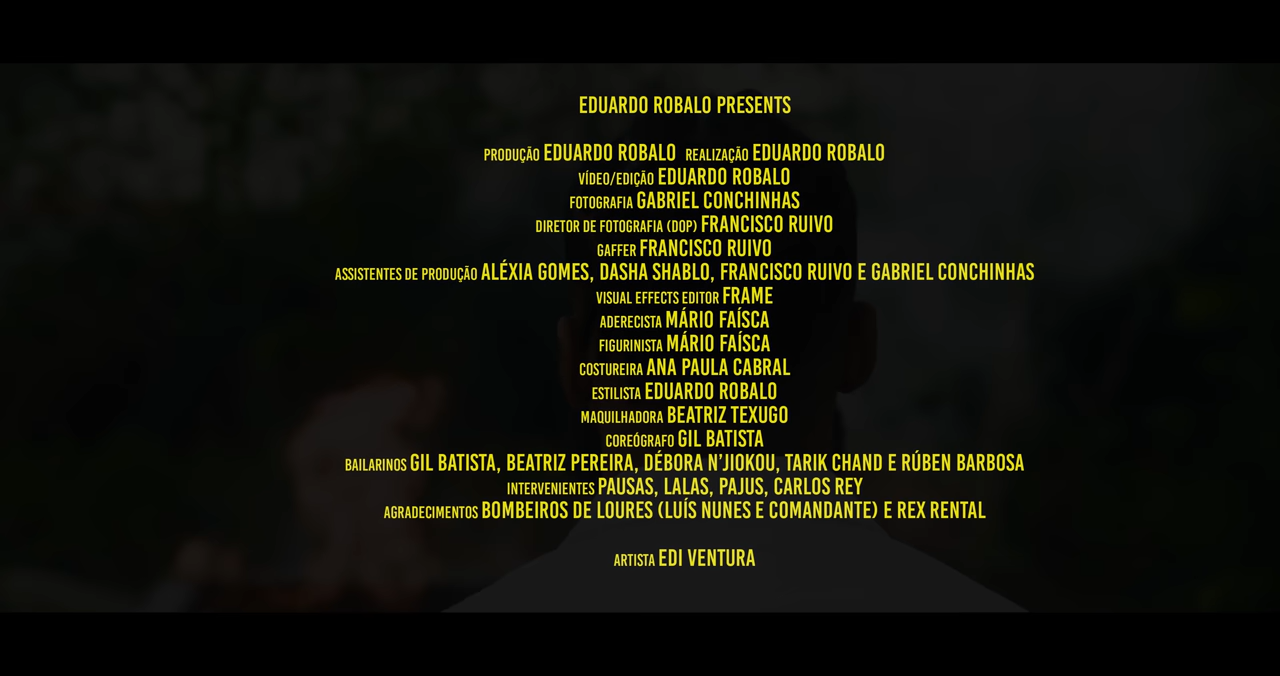 EDUARDO ROBALO PRESENTS
PRODUÇÃO EDUARDO ROBALO REALIZAÇÃO EDUARDO ROBALO
VÍDEO/EDIÇÃO EDUARDO ROBALO
FOTOGRAFIA GABRIEL CONCHINHAS
DIRETOR DE FOTOGRAFIA (DOP) FRANCISCO RUIVO
GAFFER FRANCISCO RUIVO
ASSISTENTES DE PRODUÇÃO ALÉXIA GOMES, DASHA SHABLO, FRANCISCO RUIVO E GABRIEL CONCHINHAS
VISUAL EFFECTS EDITOR FRAME
ADERECISTA MÁRIO FAÍSCA
FIGURINISTA MÁRIO FAÍSCA
COSTUREIRA ANA PAULA CABRAL
ESTILISTA EDUARDO ROBALO
MAQUILHADORA BEATRIZ TEXUGO
COREÓGRAFO GIL BATISTA
BAILARINOS GIL BATISTA, BEATRIZ PEREIRA, DÉBORA N'JIOKOU, TARIK CHAND E RÚBEN BARBOSA
INTERVENIENTES PAUSAS, LALAS, PAJUS, CARLOS REY
AGRADECIMENTOS BOMBEIROS DE LOURES (LUÍS NUNES E COMANDANTE) E REX RENTAL
ARTISTA EDI VENTURA